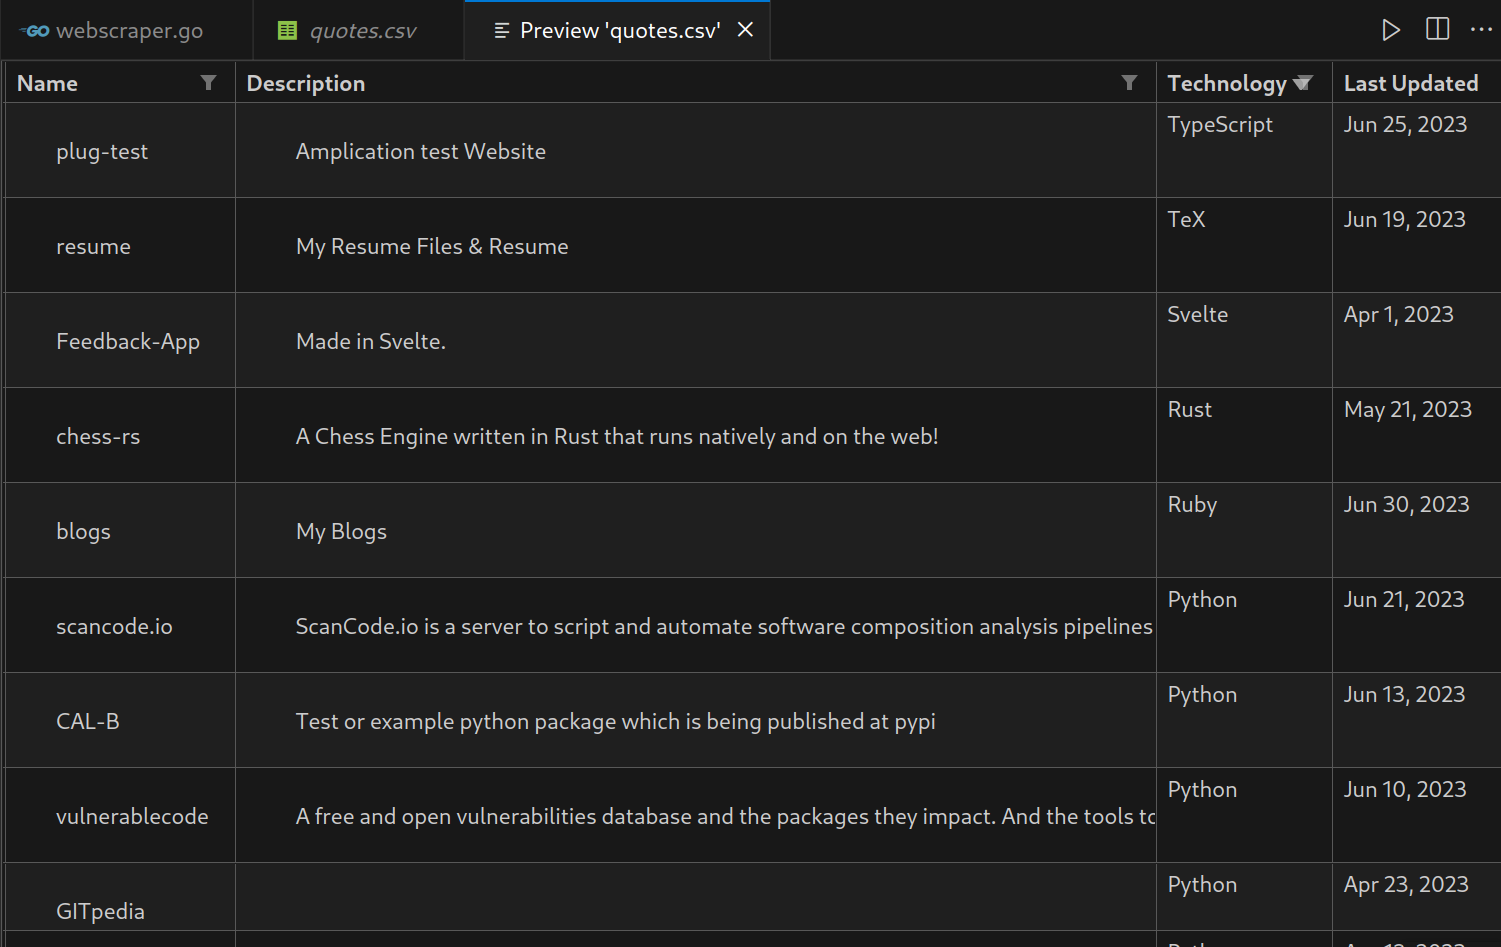 GO webscraper.go quotes.csv Preview 'quotes.csv'
Name Description Technology Last Updated
plug-test Amplication test Website TypeScript Jun 25, 2023
resume My Resume Files & Resume TeX Jun 19, 2023
Feedback-App Made in Svelte. Svelte Apr 1, 2023
chess-rs A Chess Engine written in Rust that runs natively and on the web! Rust May 21, 2023
blogs My Blogs Ruby Jun 30, 2023
scancode.io ScanCode.io is a server to script and automate software composition analysis pipelines Python Jun 21, 2023
CAL-B Test or example python package which is being published at pypi Python Jun 13, 2023
vulnerablecode A free and open vulnerabilities database and the packages they impact. And the tools Python Jun 10, 2023
GITpedia Python Apr 23, 2023